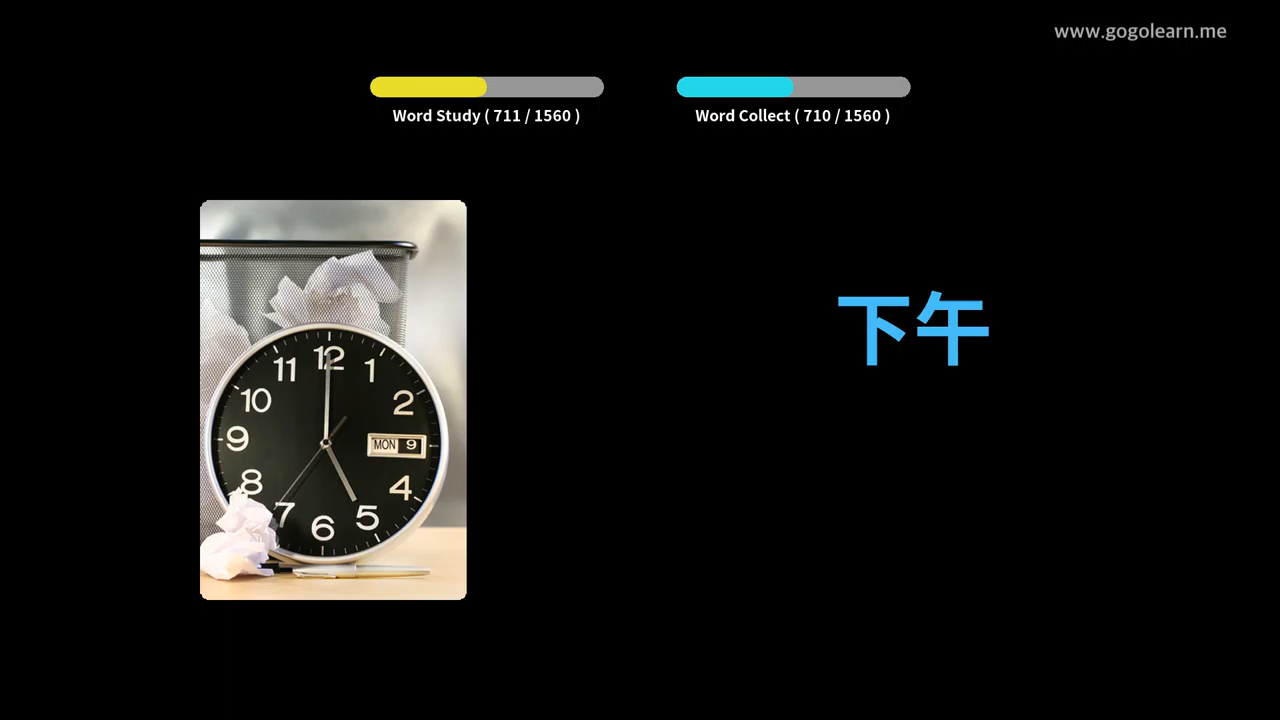 www.gogolearn.me
Word Study ( 711 / 1560 )
Word Collect ( 710 / 1560 )
下午
12
1
2
MON 9
4
5
6
7
8
9
10
11